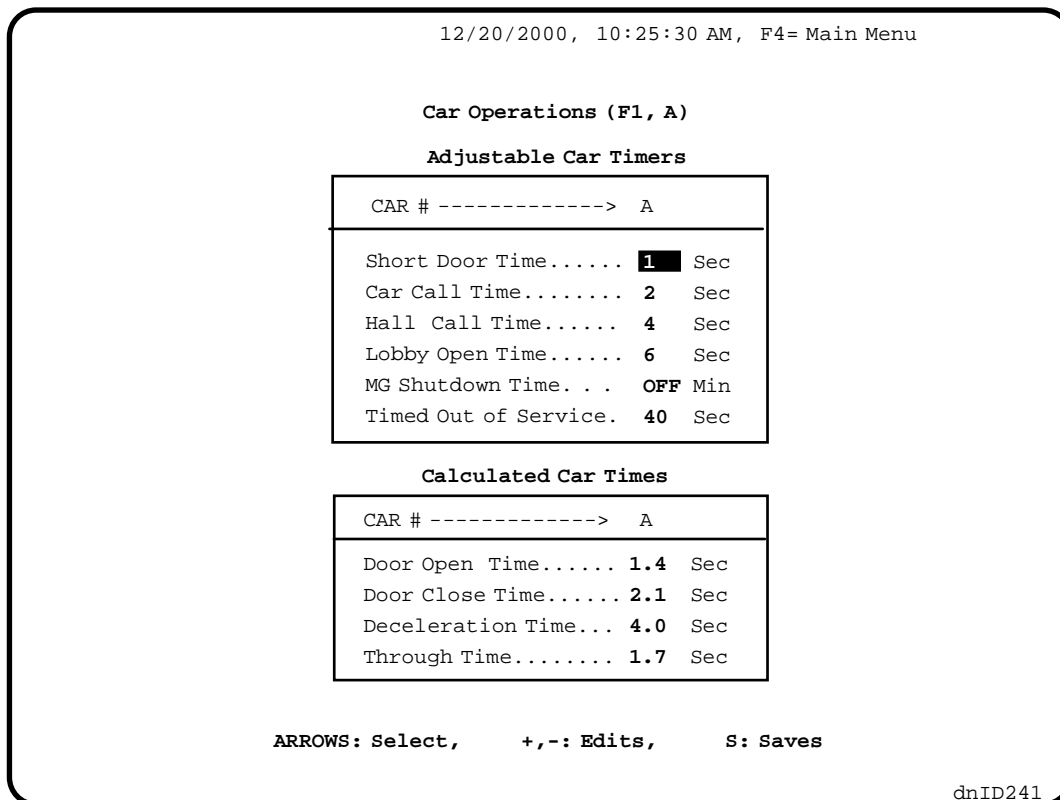 12/20/2000, 10:25:30 AM, F4= Main Menu
Car Operations (F1, A)
Adjustable Car Timers
CAR # -------------> A
Short Door Time...... 1 Sec
Car Call Time........ 2 Sec
Hall Call Time...... 4 Sec
Lobby Open Time...... 6 Sec
MG Shutdown Time. . . OFF Min
Timed Out of Service. 40 Sec
Calculated Car Times
CAR # -------------> A
Door Open Time...... 1.4 Sec
Door Close Time...... 2.1 Sec
Deceleration Time... 4.0 Sec
Through Time........ 1.7 Sec
ARROWS: Select, +,-: Edits, S: Saves
dnID241